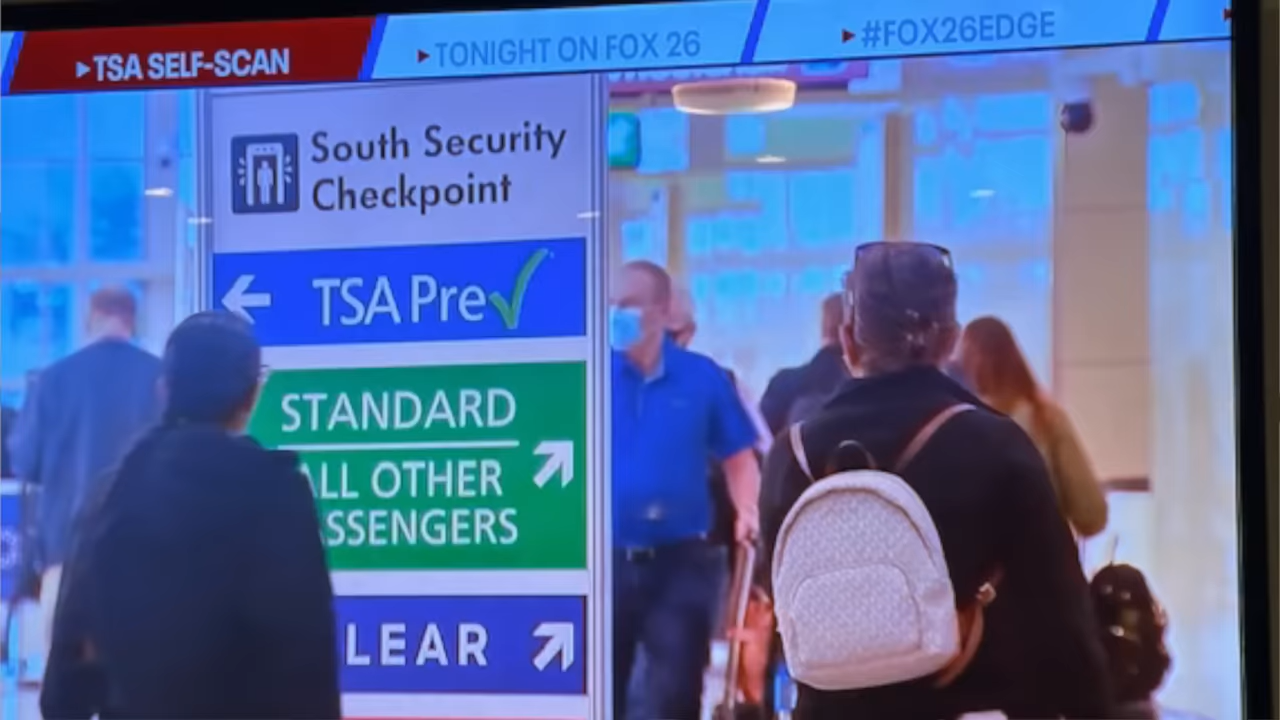 TSA SELF-SCAN
TONIGHT ON FOX 26
#FOX26EDGE
South Security
Checkpoint
TSA Pre✓
STANDARD
ALL OTHER
SSENGERS
LEAR